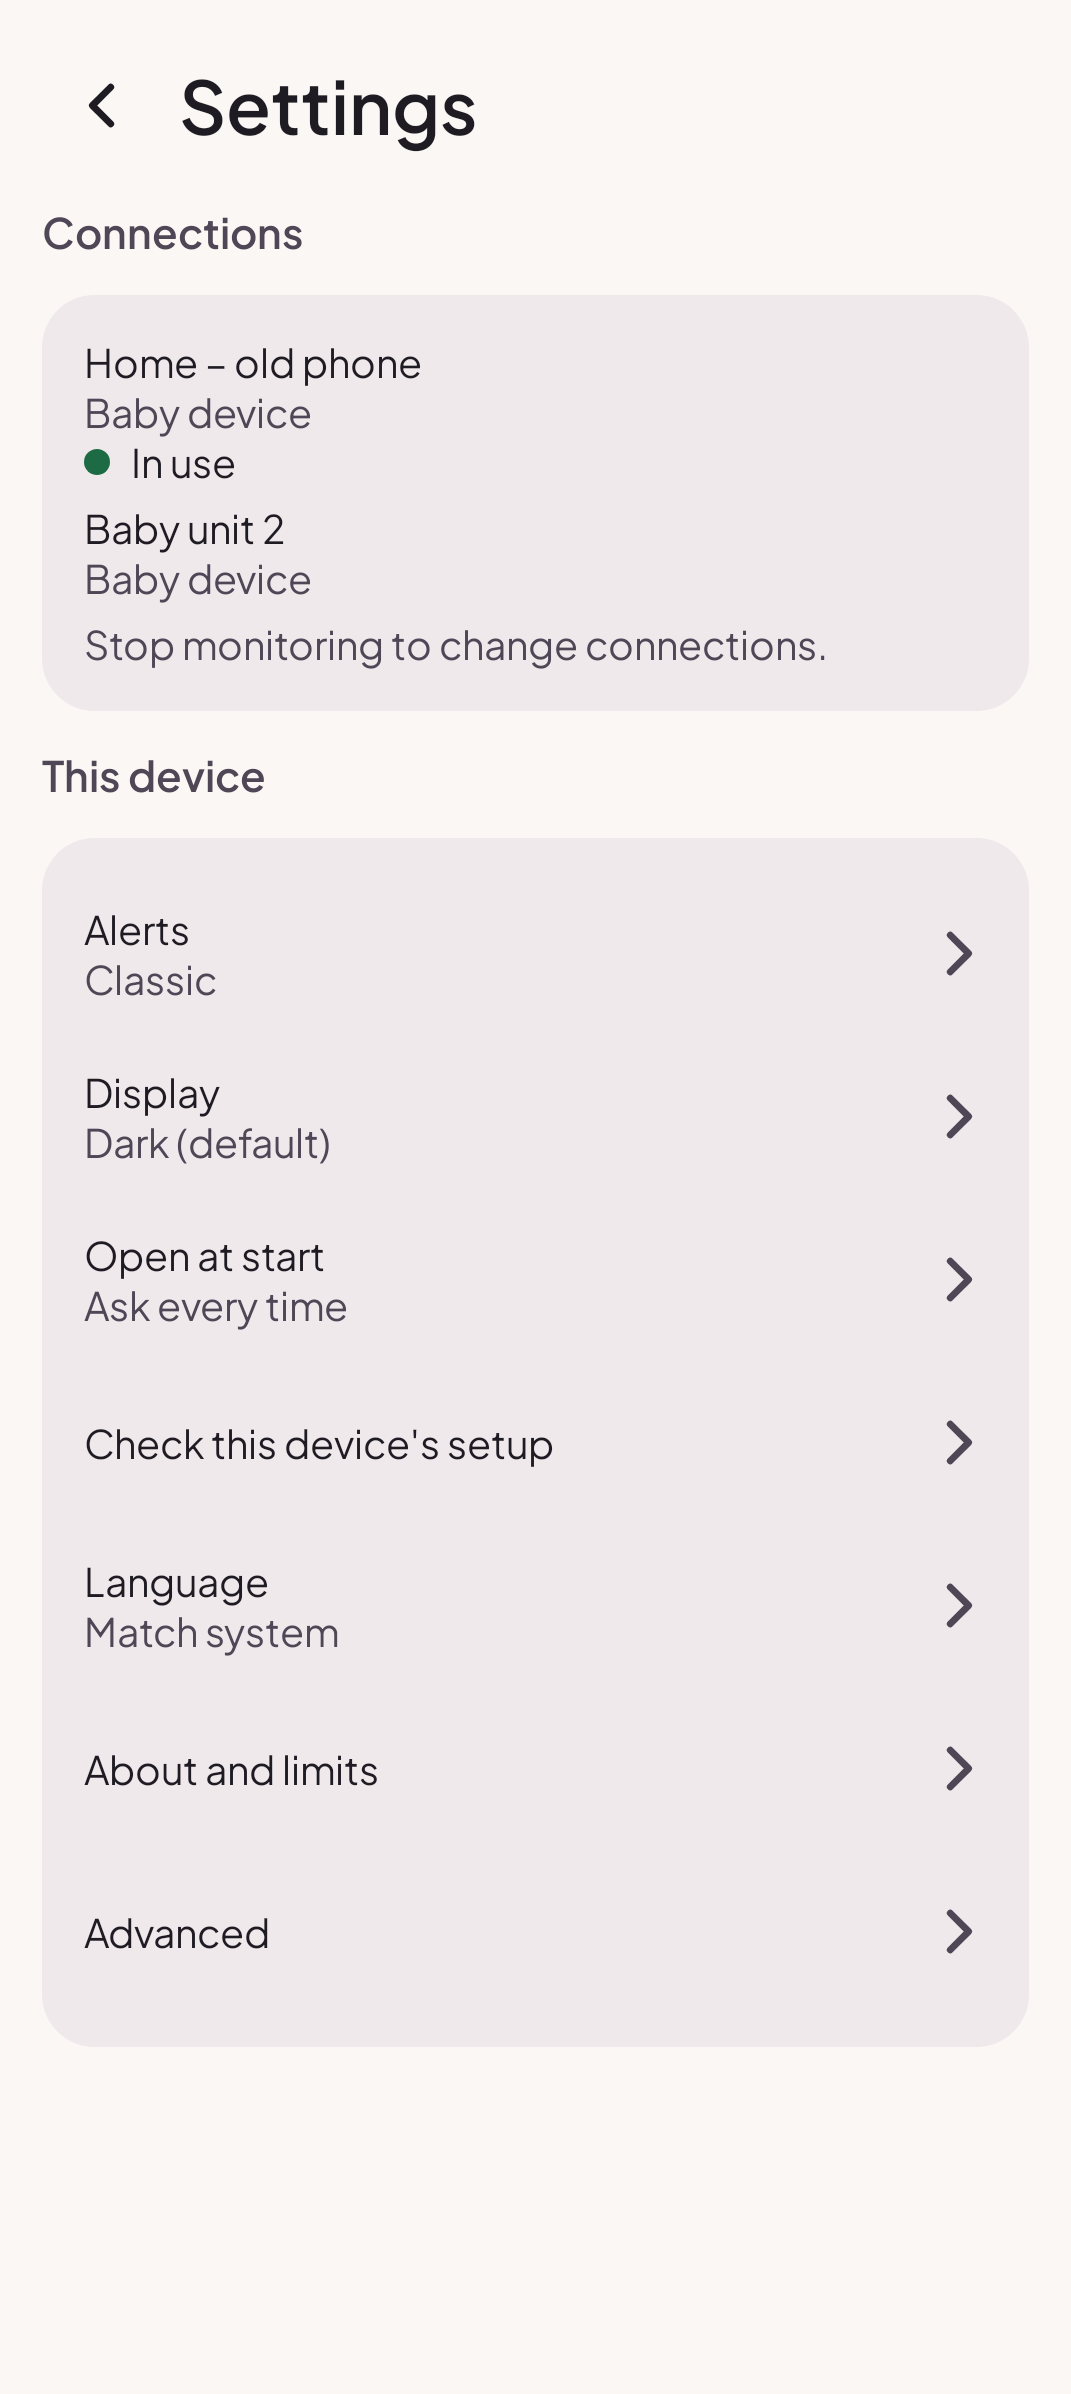 Settings
Connections
Home – old phone
Baby device
In use
Baby unit 2
Baby device
Stop monitoring to change connections.
This device
Alerts
Classic
Display
Dark (default)
Open at start
Ask every time
Check this device's setup
Language
Match system
About and limits
Advanced